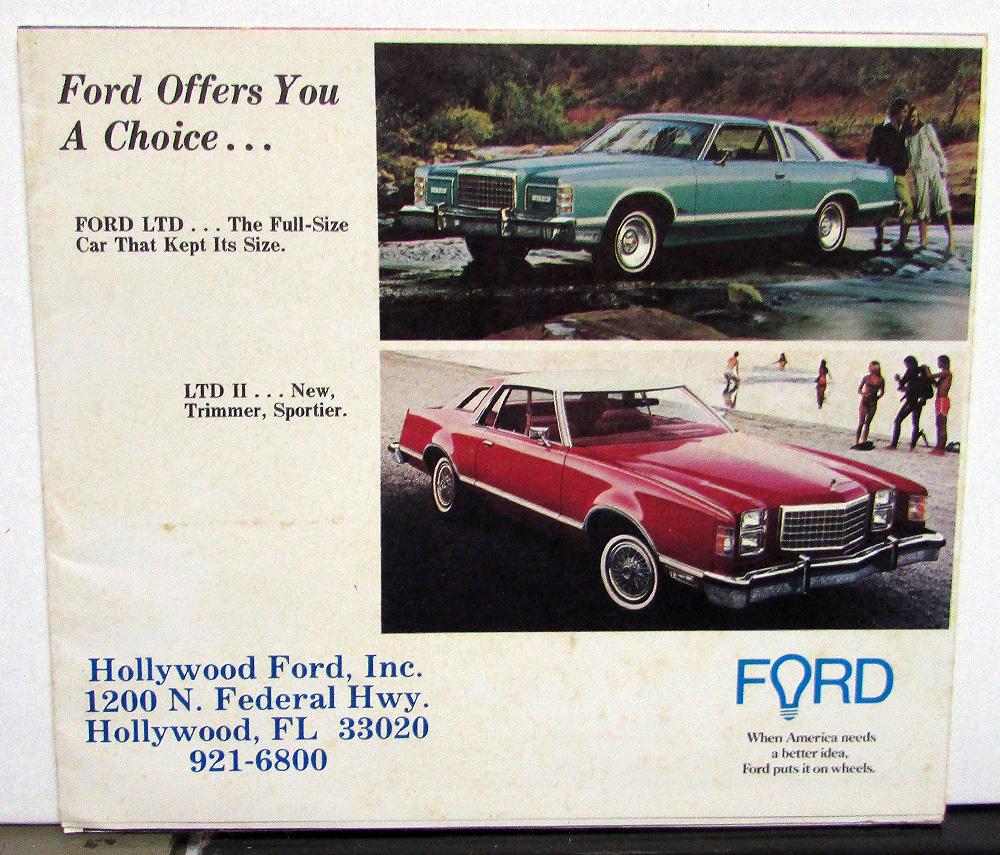 Ford Offers You
A Choice...
FORD LTD ... The Full-Size
Car That Kept Its Size.
LTD II ... New,
Trimmer, Sportier.
Hollywood Ford, Inc.
1200 N. Federal Hwy.
Hollywood, FL 33020
921-6800
FORD
When America needs
a better idea,
Ford puts it on wheels.